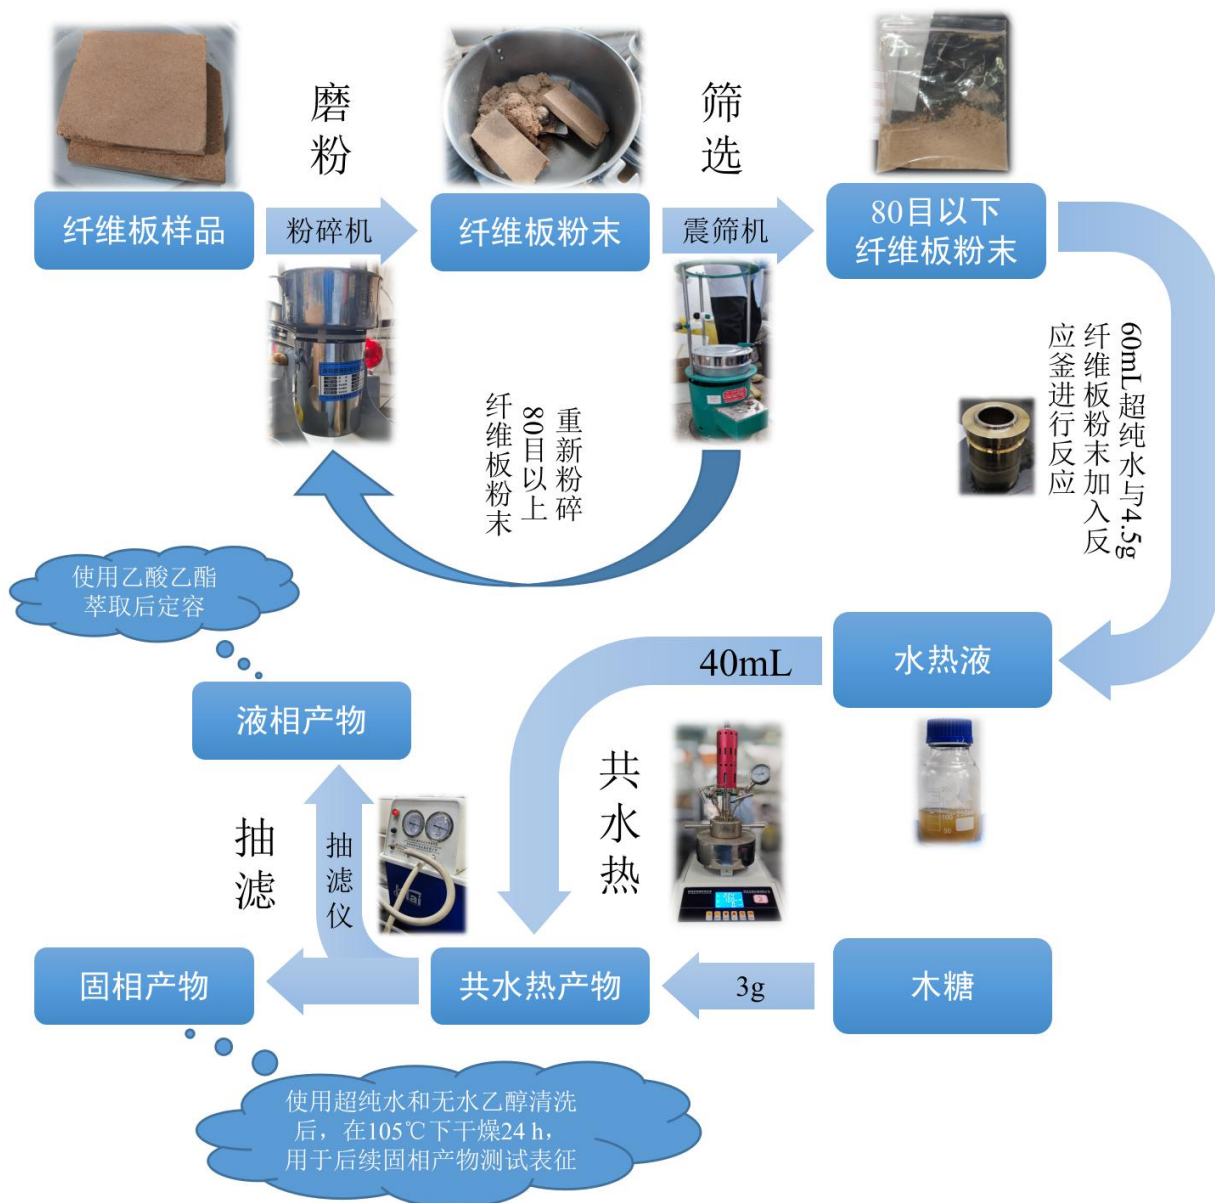 磨粉
筛选
纤维板样品
粉碎机
纤维板粉末
震筛机
80目以下
纤维板粉末
60mL超纯水与4.5g
纤维板粉末加入反
应釜进行反应
重新粉碎
80目以上
纤维板粉末
使用乙酸乙酯
萃取后定容
水热液
40mL
液相产物
共水热
抽滤
抽滤仪
固相产物
共水热产物
3g
木糖
使用超纯水和无水乙醇清洗
后，在105℃下干燥24 h，
用于后续固相产物测试表征